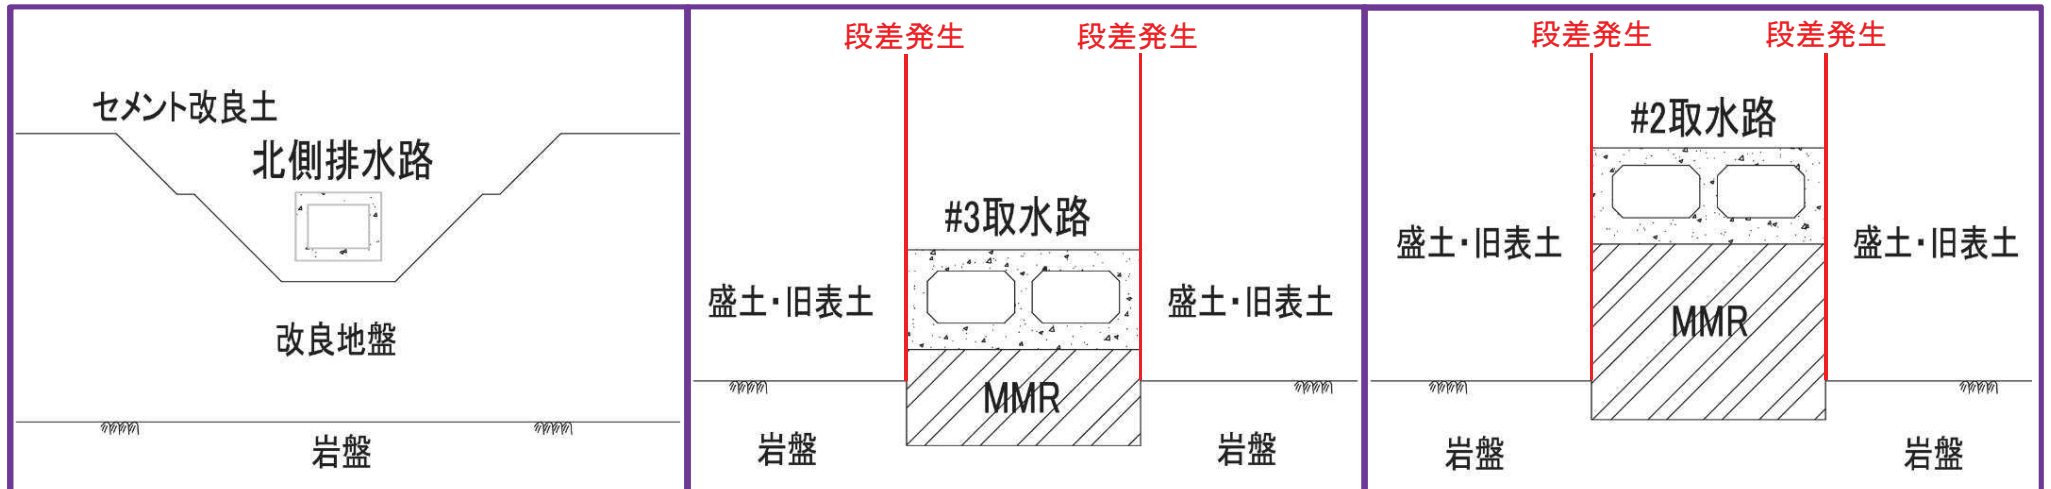 セメント改良土
北側排水路
改良地盤
岩盤
段差発生
段差発生
#3取水路
盛土・旧表土
盛土・旧表土
MMR
岩盤
岩盤
段差発生
段差発生
#2取水路
盛土・旧表土
盛土・旧表土
MMR
岩盤
岩盤